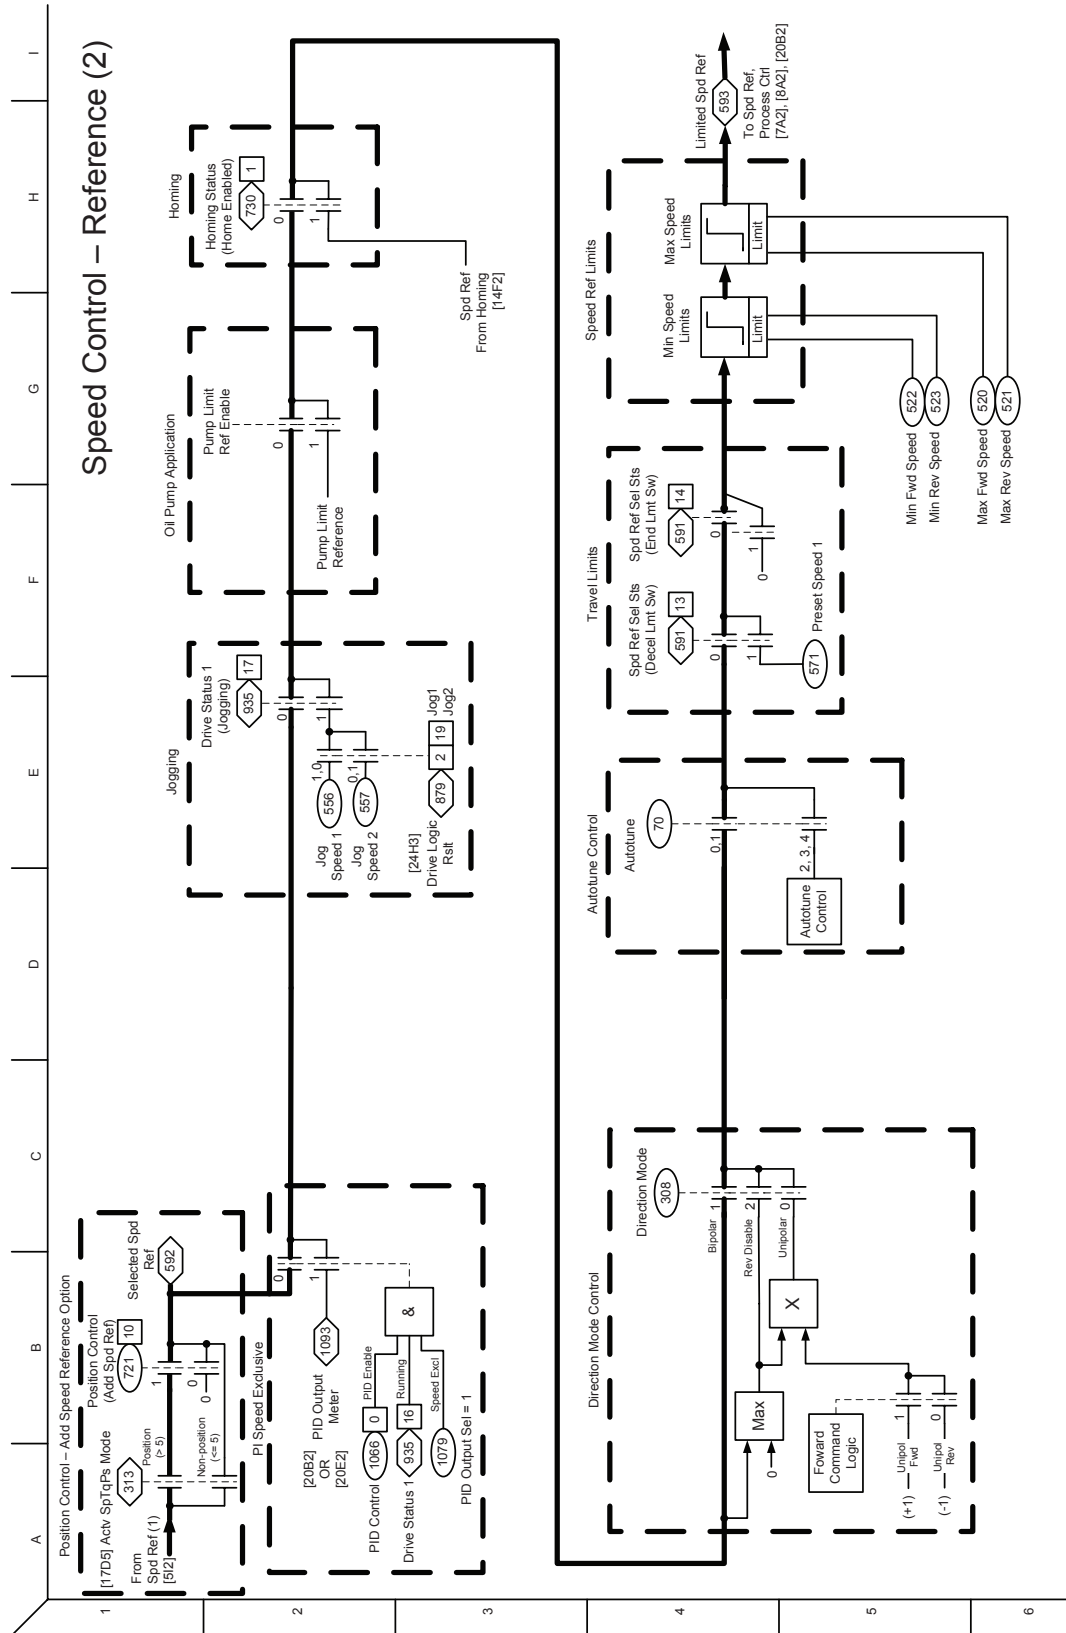 Speed Control – Reference (2)
A
B
C
D
E
F
G
H
I
1
2
3
4
5
6
Position Control – Add Speed Reference Option
[17D5] Actv SpTqPs Mode
313
Position
(> 5)
Non-position
(<= 5)
From
Spd Ref (1)
[5I2]
Position Control
(Add Spd Ref)
721
10
1
0
0
Selected Spd
Ref
592
PI Speed Exclusive
0
1
1093
PID Output
Meter
[20B2]
OR
[20E2]
PID Control
1066
0
PID Enable
Drive Status 1
935
16
Running
1079
Speed Excl
PID Output Sel = 1
&
Jogging
Drive Status 1
(Jogging)
935
17
0
1
1,0
0,1
556
557
Jog
Speed 1
Jog
Speed 2
[24H3]
Drive Logic
Rslt
879
2
19
Jog1
Jog2
Oil Pump Application
Pump Limit
Ref Enable
0
1
Pump Limit
Reference
Homing
Homing Status
(Home Enabled)
730
1
0
1
Spd Ref
From Homing
[14F2]
Direction Mode Control
Direction Mode
308
Bipolar
1
Rev Disable
2
Unipolar
0
Max
0
X
Foward
Command
Logic
(+1)
Unipol
Fwd
1
(-1)
Unipol
Rev
0
Autotune Control
Autotune
70
0,1
2, 3, 4
Autotune
Control
Travel Limits
Spd Ref Sel Sts
(Decel Lmt Sw)
591
13
0
1
571
Preset Speed 1
Spd Ref Sel Sts
(End Lmt Sw)
591
14
0
1
0
Speed Ref Limits
Min Speed
Limits
Limit
Max Speed
Limits
Limit
Min Fwd Speed
522
Min Rev Speed
523
Max Fwd Speed
520
Max Rev Speed
521
Limited Spd Ref
593
To Spd Ref,
Process Ctrl
[7A2], [8A2], [20B2]